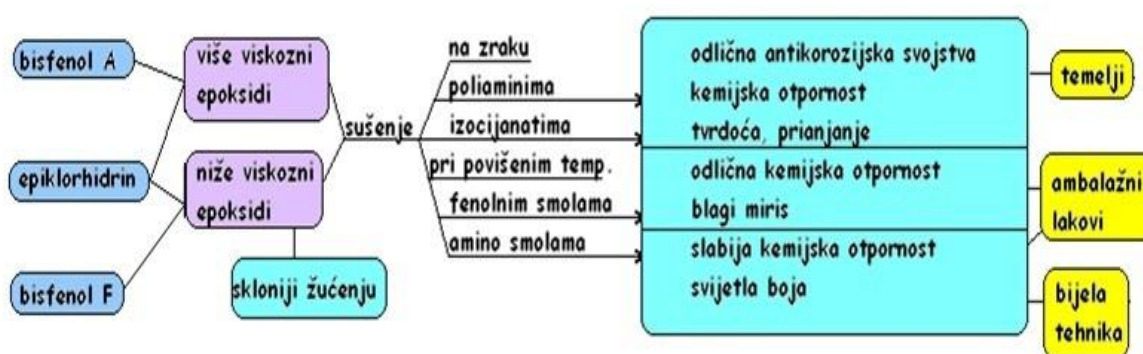 bisfenol A
epiklorhidrin
bisfenol F
više viskozni
epoksidi
niže viskozni
epoksidi
skloniji žućenju
sušenje
na zraku
poliaminima
izocijanatima
pri povišenim temp.
fenolnim smolama
amino smolama
odlična antikorozijska svojstva
kemijska otpornost
tvrdoća, prianjanje
odlična kemijska otpornost
blagi miris
slabija kemijska otpornost
svijetla boja
temelji
ambalažni
lakovi
bijela
tehnika